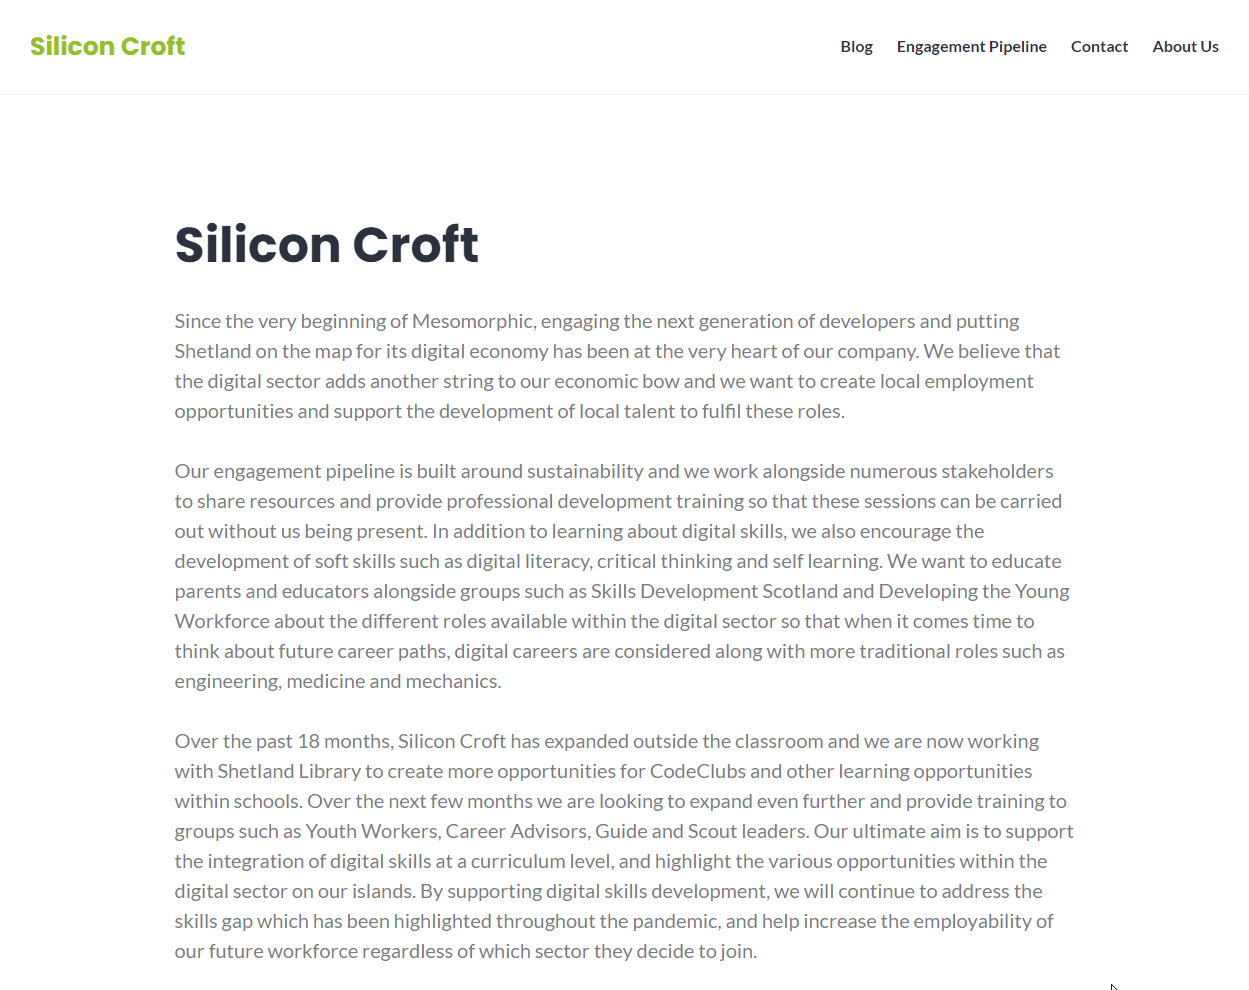 Silicon Croft
Blog Engagement Pipeline Contact About Us
Silicon Croft
Since the very beginning of Mesomorphic, engaging the next generation of developers and putting
Shetland on the map for its digital economy has been at the very heart of our company. We believe that
the digital sector adds another string to our economic bow and we want to create local employment
opportunities and support the development of local talent to fulfil these roles.
Our engagement pipeline is built around sustainability and we work alongside numerous stakeholders
to share resources and provide professional development training so that these sessions can be carried
out without us being present. In addition to learning about digital skills, we also encourage the
development of soft skills such as digital literacy, critical thinking and self learning. We want to educate
parents and educators alongside groups such as Skills Development Scotland and Developing the Young
Workforce about the different roles available within the digital sector so that when it comes time to
think about future career paths, digital careers are considered along with more traditional roles such as
engineering, medicine and mechanics.
Over the past 18 months, Silicon Croft has expanded outside the classroom and we are now working
with Shetland Library to create more opportunities for CodeClubs and other learning opportunities
within schools. Over the next few months we are looking to expand even further and provide training to
groups such as Youth Workers, Career Advisors, Guide and Scout leaders. Our ultimate aim is to support
the integration of digital skills at a curriculum level, and highlight the various opportunities within the
digital sector on our islands. By supporting digital skills development, we will continue to address the
skills gap which has been highlighted throughout the pandemic, and help increase the employability of
our future workforce regardless of which sector they decide to join.